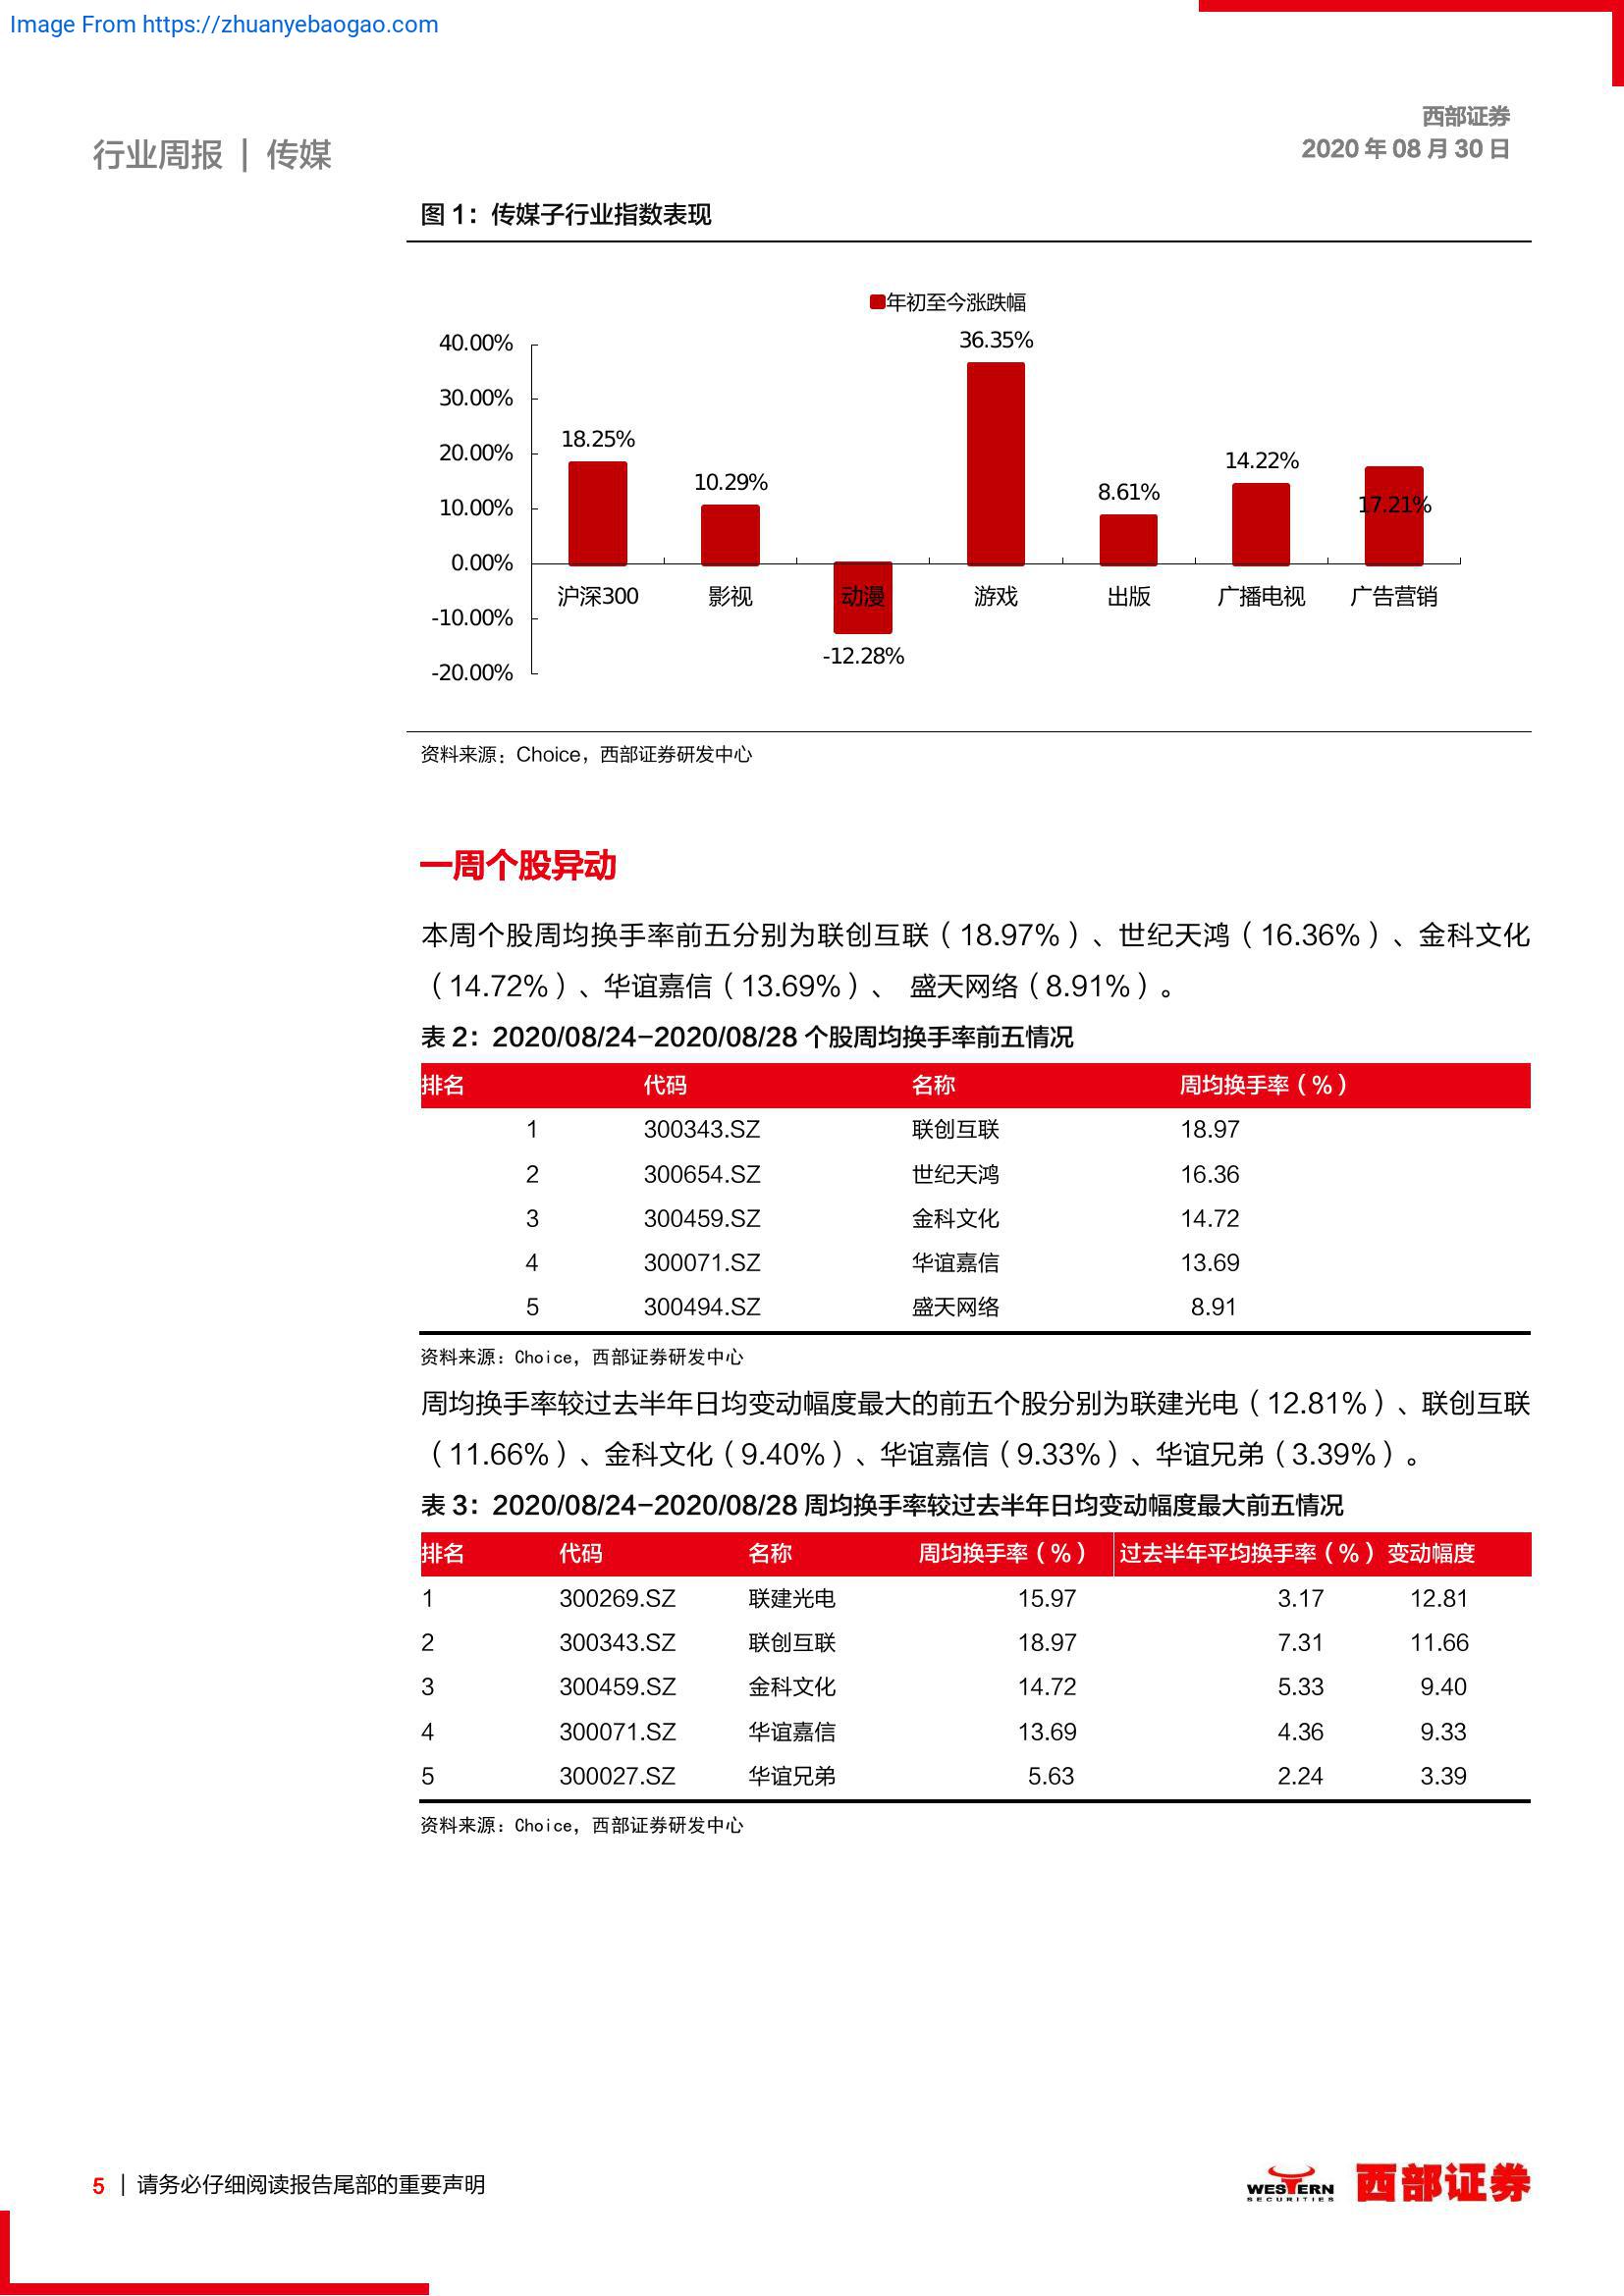 Image From https://zhuanyebaogao.com
西部证券
2020 年 08 月 30 日
行业周报 | 传媒
图 1：传媒子行业指数表现
年初至今涨跌幅
40.00%
30.00%
20.00%
10.00%
0.00%
-10.00%
-20.00%
18.25%
10.29%
-12.28%
36.35%
8.61%
14.22%
17.21%
沪深300 影视 动漫 游戏 出版 广播电视 广告营销
资料来源：Choice，西部证券研发中心
一周个股异动
本周个股周均换手率前五分别为联创互联（18.97%）、世纪天鸿（16.36%）、金科文化
（14.72%）、华谊嘉信（13.69%）、 盛天网络（8.91%）。
表 2：2020/08/24-2020/08/28 个股周均换手率前五情况
排名 代码 名称 周均换手率（%）
1 300343.SZ 联创互联 18.97
2 300654.SZ 世纪天鸿 16.36
3 300459.SZ 金科文化 14.72
4 300071.SZ 华谊嘉信 13.69
5 300494.SZ 盛天网络 8.91
资料来源：Choice，西部证券研发中心
周均换手率较过去半年日均变动幅度最大的前五个股分别为联建光电（12.81%）、联创互联
（11.66%）、金科文化（9.40%）、华谊嘉信（9.33%）、华谊兄弟（3.39%）。
表 3：2020/08/24-2020/08/28 周均换手率较过去半年日均变动幅度最大前五情况
排名 代码 名称 周均换手率（%） 过去半年平均换手率（%） 变动幅度
1 300269.SZ 联建光电 15.97 3.17 12.81
2 300343.SZ 联创互联 18.97 7.31 11.66
3 300459.SZ 金科文化 14.72 5.33 9.40
4 300071.SZ 华谊嘉信 13.69 4.36 9.33
5 300027.SZ 华谊兄弟 5.63 2.24 3.39
资料来源：Choice，西部证券研发中心
5 | 请务必仔细阅读报告尾部的重要声明
WESTERN
SECURITIES
西部证券